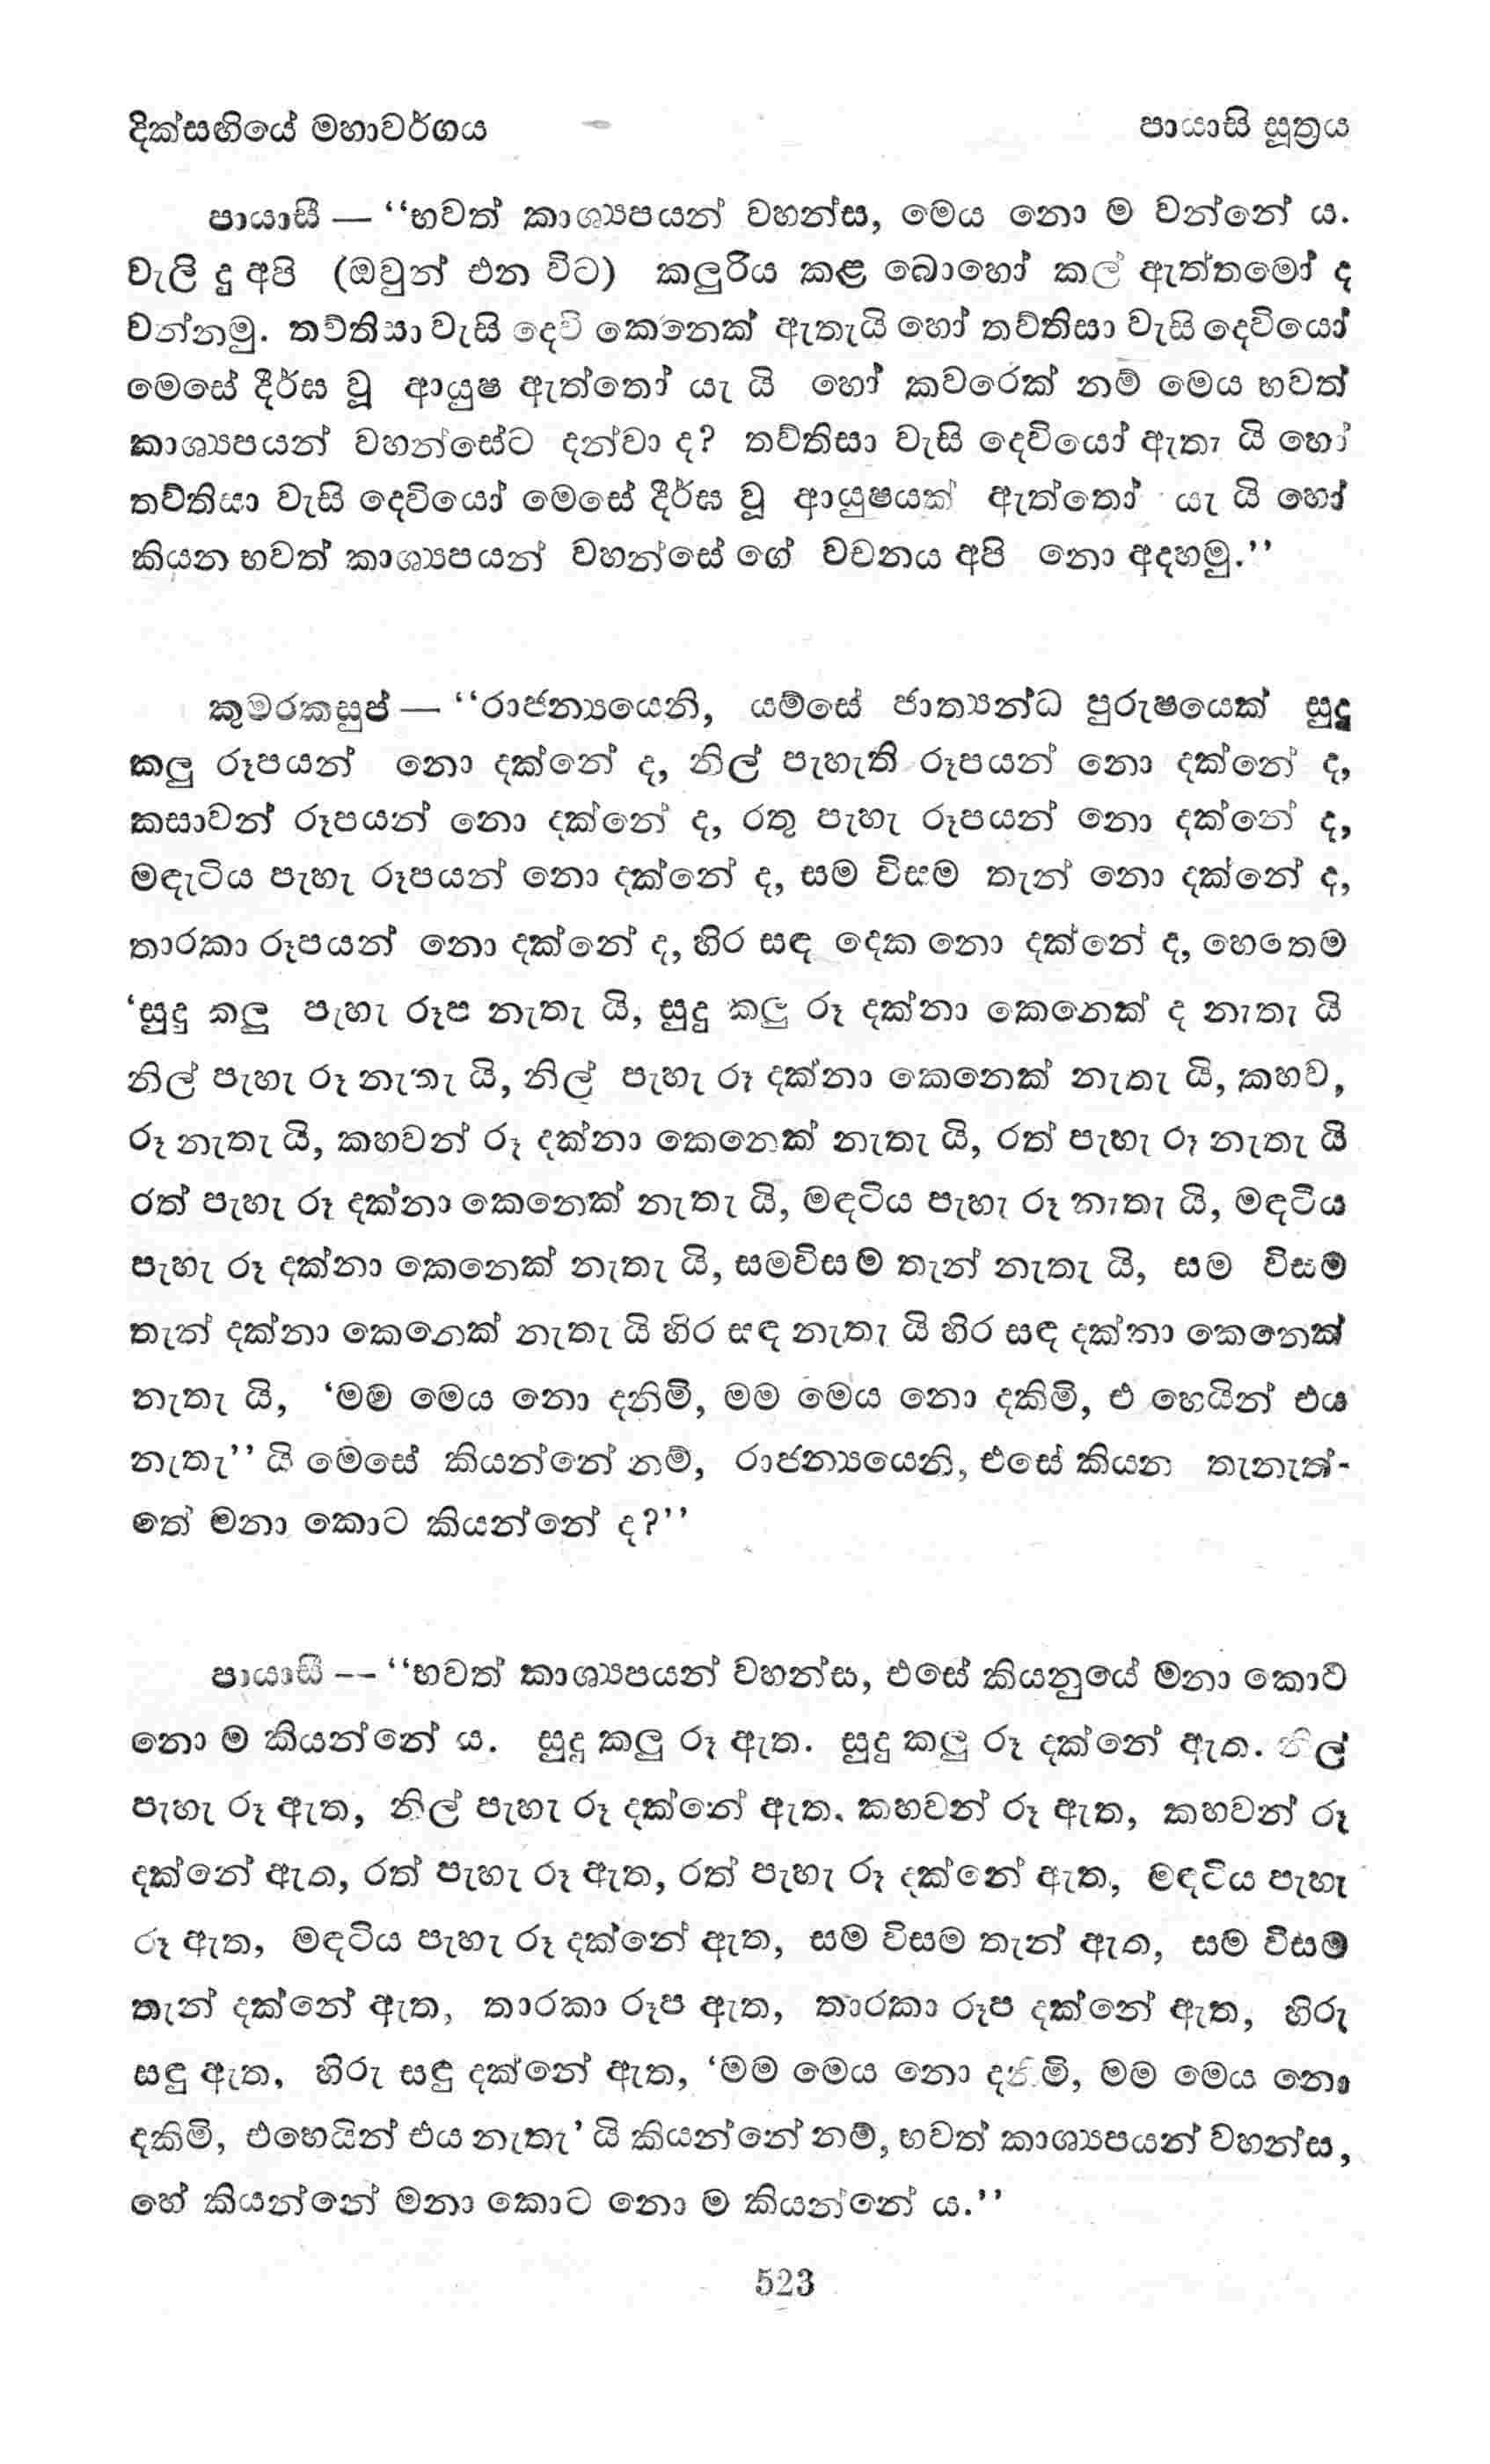 දික්සඟියේ මහාවර්ගය
පායාසි සූත්‍රය
පායාසී — “භවත් කාශ්‍යපයන් වහන්ස, මෙය නො ම වන්නේ ය.
වැලි දු අපි (ඔවුන් එන විට) කලුරිය කළ බොහෝ කල් ඇත්තමෝ ද
වන්නමු. තව්තිසා වැසි දෙවි කෙනෙක් ඇතැයි හෝ තව්තිසා වැසි දෙවියෝ
මෙසේ දීර්ඝ වූ ආයුෂ ඇත්තෝ යැ යි හෝ කවරෙක් නම් මෙය භවත්
කාශ්‍යපයන් වහන්සේට දන්වා ද? තව්තිසා වැසි දෙවියෝ ඇතැ යි හෝ
තව්තියා වැසි දෙවියෝ මෙසේ දීර්ඝ වූ ආයුෂයක් ඇත්තෝ යැ යි හෝ
කියන භවත් කාශ්‍යපයන් වහන්සේ ගේ වචනය අපි නො අදහමු.”
කුමරකසුප් — “රාජන්‍යයෙනි, යම්සේ ජාත්‍යන්ධ පුරුෂයෙක් සුදු
කලු රූපයන් නො දක්නේ ද, නිල් පැහැති රූපයන් නො දක්නේ ද,
කසාවන් රූපයන් නො දක්නේ ද, රතු පැහැ රූපයන් නො දක්නේ ද,
මඳැටිය පැහැ රූපයන් නො දක්නේ ද, සම විසම තැන් නො දක්නේ ද,
තාරකා රූපයන් නො දක්නේ ද, හිර සඳ දෙක නො දක්නේ ද, හෙතෙම
‘සුදු කලු පැහැ රූප නැතැ යි, සුදු කලු රූ දක්නා කෙනෙක් ද නැතැ යි
නිල් පැහැ රූ නැතැ යි, නිල් පැහැ රූ දක්නා කෙනෙක් නැතැ යි, කහව,
රූ නැතැ යි, කහවන් රූ දක්නා කෙනෙක් නැතැ යි, රත් පැහැ රූ නැතැ යි
රත් පැහැ රූ දක්නා කෙනෙක් නැතැ යි, මඳටිය පැහැ රූ නැතැ යි, මඳටිය
පැහැ රූ දක්නා කෙනෙක් නැතැ යි, සමවිසම තැන් නැතැ යි, සම විසම
තැන් දක්නා කෙනෙක් නැතැ යි හිර සඳ නැතැ යි හිර සඳ දක්නා කෙනෙක්
නැතැ යි, ‘මම මෙය නො දනිමි, මම මෙය නො දකිමි, එ හෙයින් එය
නැතැ” යි මෙසේ කියන්නේ නම්, රාජන්‍යයෙනි, එසේ කියන තැනැත්-
තේ මනා කොට කියන්නේ ද?”
පායාසී -- “භවත් කාශ්‍යපයන් වහන්ස, එසේ කියනුයේ මනා කොට
නො ම කියන්නේ ය. සුදු කලු රූ ඇත. සුදු කලු රූ දක්නේ ඇත. නිල්
පැහැ රූ ඇත, නිල් පැහැ රූ දක්නේ ඇත. කහවන් රූ ඇත, කහවන් රූ
දක්නේ ඇත, රත් පැහැ රූ ඇත, රත් පැහැ රූ දක්නේ ඇත, මඳටිය පැහැ
රූ ඇත, මඳටිය පැහැ රූ දක්නේ ඇත, සම විසම තැන් ඇත, සම විසම
තැන් දක්නේ ඇත, තාරකා රූප ඇත, තාරකා රූප දක්නේ ඇත, හිරු
සඳු ඇත, හිරු සඳු දක්නේ ඇත, ‘මම මෙය නො දනිමි, මම මෙය නො
දකිමි, එහෙයින් එය නැතැ’ යි කියන්නේ නම්, භවත් කාශ්‍යපයන් වහන්ස,
හේ කියන්නේ මනා කොට නො ම කියන්නේ ය.”
523